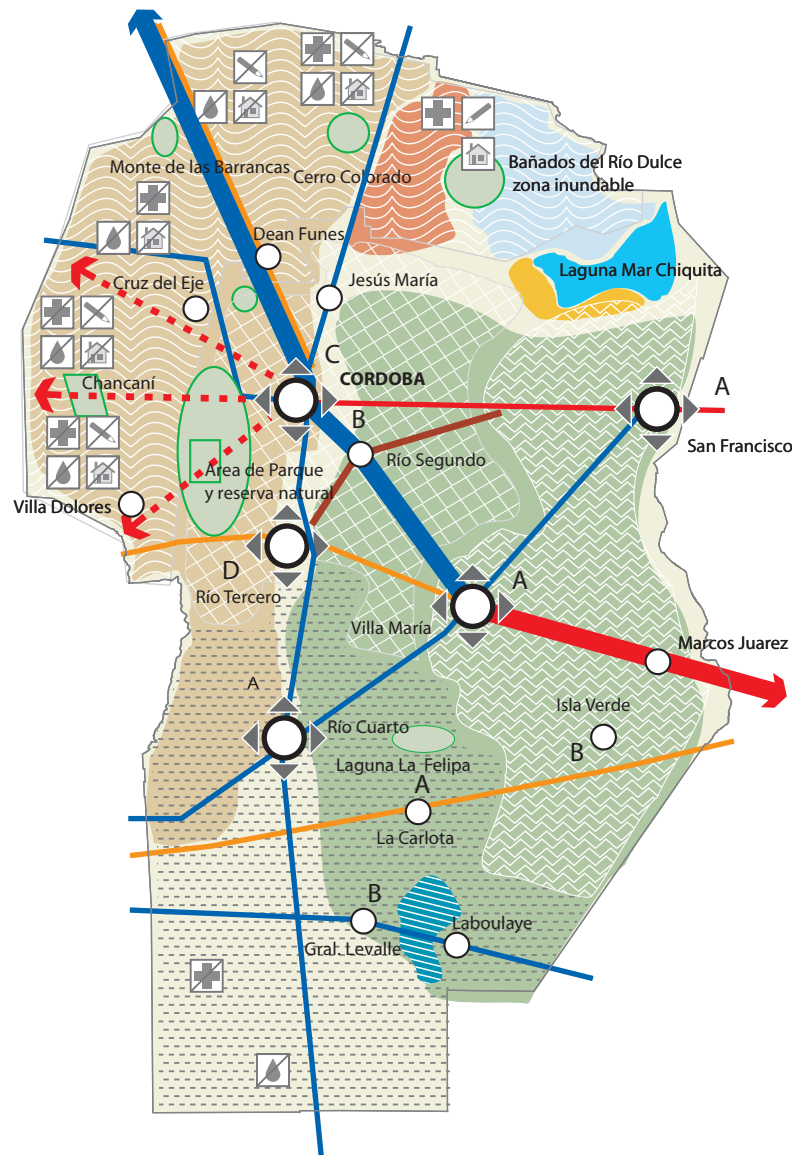 Monte de las Barrancas
Cerro Colorado
Bañados del Río Dulce
zona inundable
Dean Funes
Laguna Mar Chiquita
Cruz del Eje
Jesús María
C
CORDOBA
A
Chancaní
B
San Francisco
Río Segundo
Área de Parque
y reserva natural
Villa Dolores
D
A
Río Tercero
Villa María
Marcos Juarez
A
Isla Verde
Río Cuarto
B
Laguna La Felipa
A
La Carlota
B
Laboulaye
Gral. Levalle